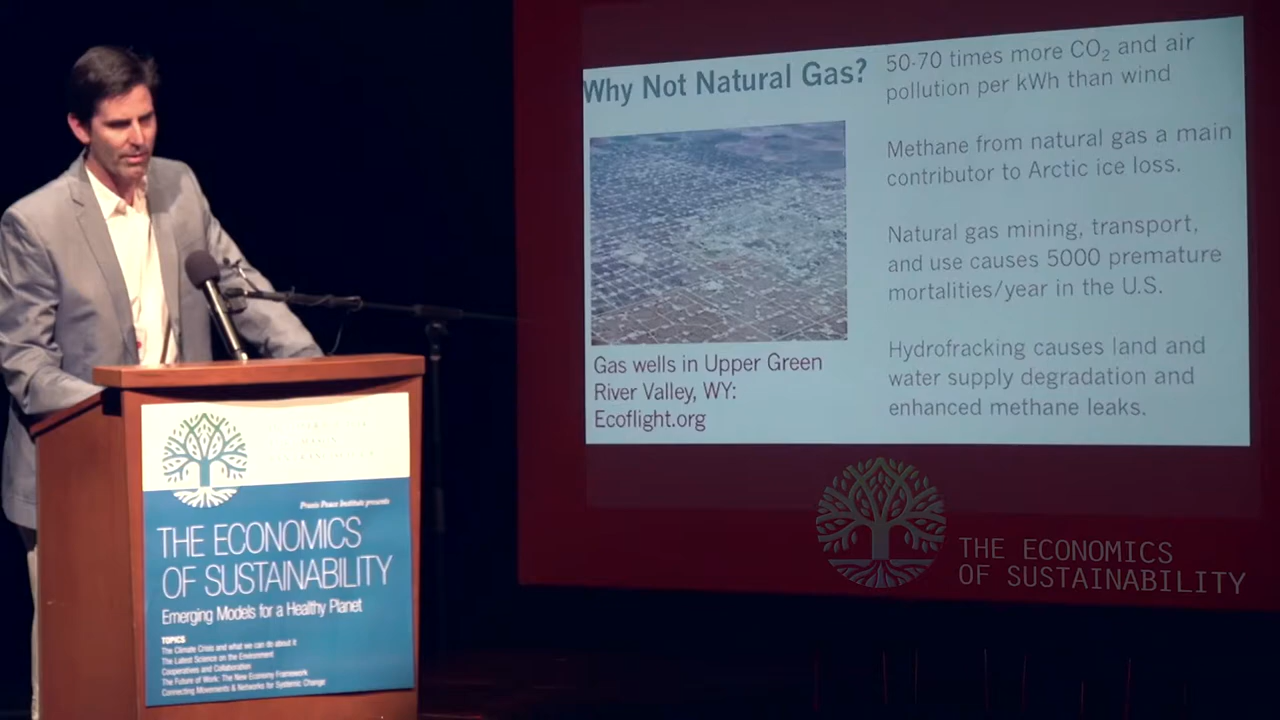 Why Not Natural Gas?
Gas wells in Upper Green
River Valley, WY:
Ecoflight.org
50-70 times more CO₂ and air
pollution per kWh than wind
Methane from natural gas a main
contributor to Arctic ice loss.
Natural gas mining, transport,
and use causes 5000 premature
mortalities/year in the U.S.
Hydrofracking causes land and
water supply degradation and
enhanced methane leaks.
Praxis Peace Institute presents
THE ECONOMICS
OF SUSTAINABILITY
Emerging Models for a Healthy Planet
TOPICS
The Climate Crisis and what we can do about it
The Latest Science on the Environment
Cooperatives and Collaboration
The Future of Work: The New Economy Framework
Connecting Movements & Networks for Systemic Change
THE ECONOMICS
OF SUSTAINABILITY